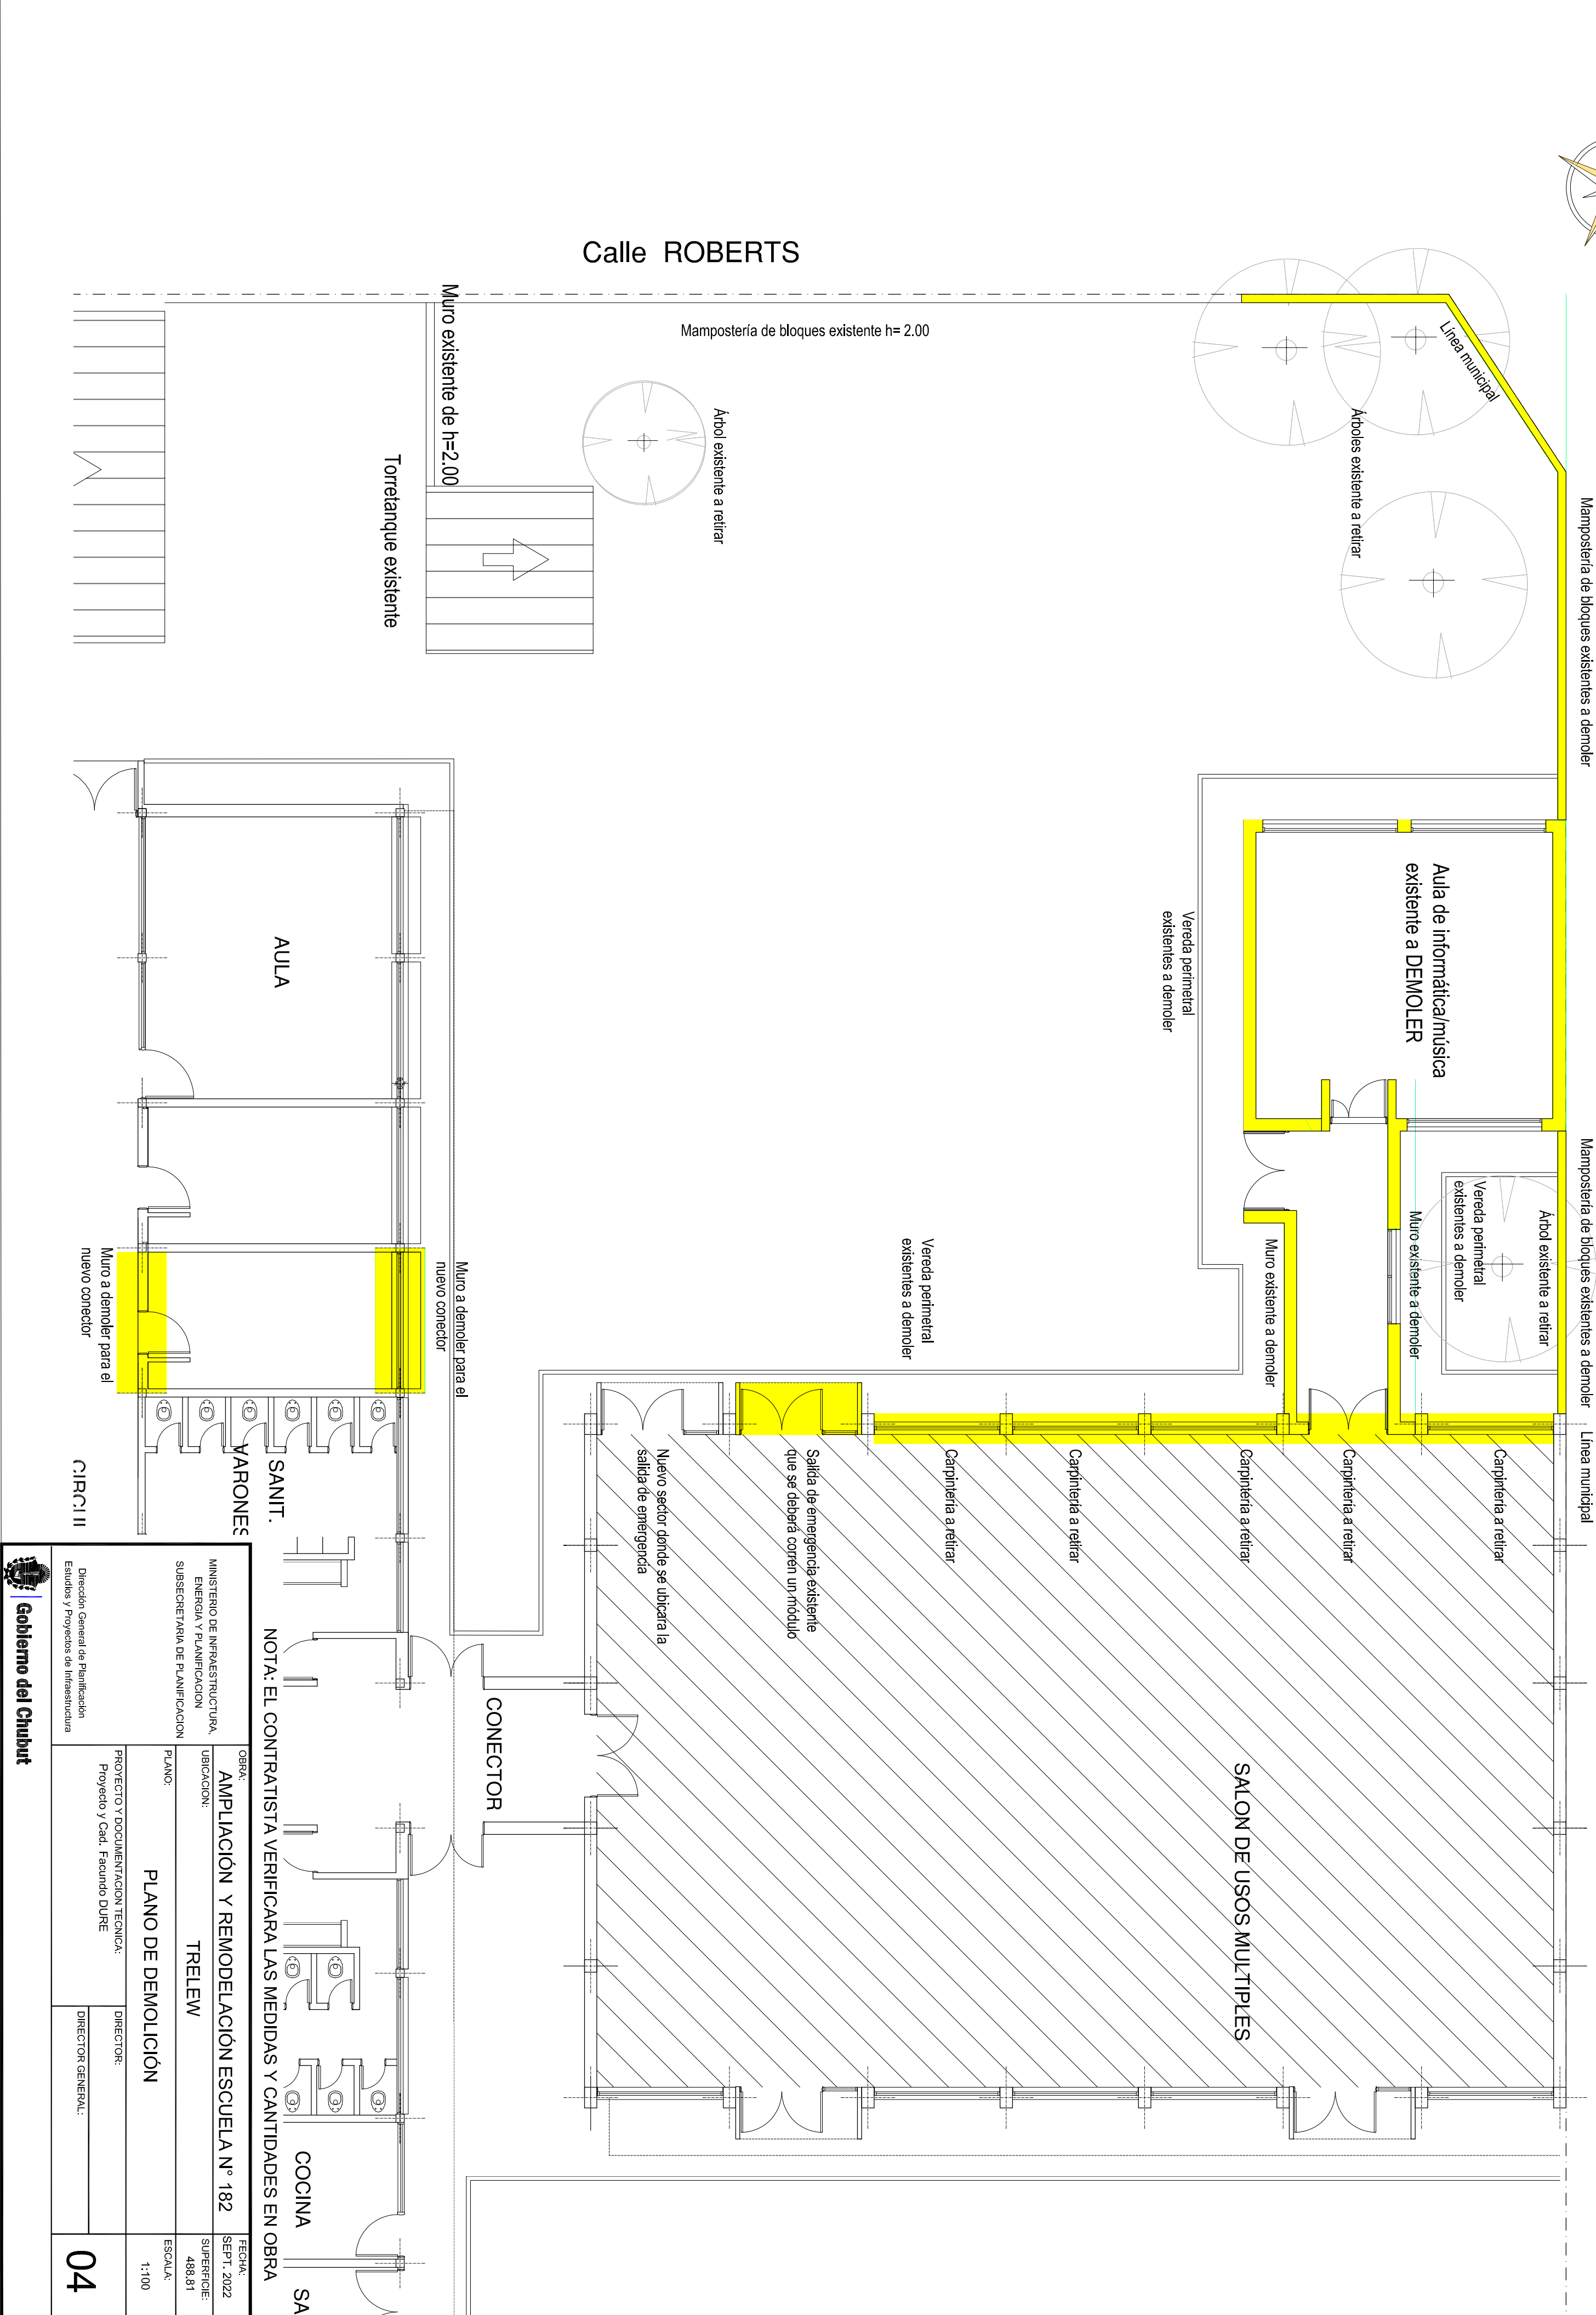 Calle  ROBERTS
Mampostería de bloques existente h= 2.00
Muro existente de h=2.00
Torretanque existente
Árbol existente a retirar
Árboles existente a retirar
Línea municipal
Mampostería de bloques existentes a demoler
Aula de informática/música
existente a DEMOLER
Vereda perimetral
existentes a demoler
Mampostería de bloques existentes a demoler
Árbol existente a retirar
Vereda perimetral
existentes a demoler
Muro existente a demoler
Muro existente a demoler
Vereda perimetral
existentes a demoler
Línea municipal
Carpintería a retirar
Carpintería a retirar
Carpintería a retirar
Carpintería a retirar
Carpintería a retirar
Salida de emergencia existente
que se deberá corren un módulo
Nuevo sector donde se ubicara la
salida de emergencia
SALON DE USOS MULTIPLES
AULA
Muro a demoler para el
nuevo conector
Muro a demoler para el
nuevo conector
SANIT.
VARONES
CONECTOR
COCINA
SA
NOTA: EL CONTRATISTA VERIFICARA LAS MEDIDAS Y CANTIDADES EN OBRA
MINISTERIO DE INFRAESTRUCTURA,
ENERGIA Y PLANIFICACION
SUBSECRETARIA DE PLANIFICACION
Dirección General de Planificación
Estudios y Proyectos de Infraestructura
Gobierno del Chubut
OBRA:
AMPLIACIÓN  Y REMODELACIÓN ESCUELA N° 182
UBICACION:
TRELEW
PLANO:
PLANO DE DEMOLICIÓN
PROYECTO Y DOCUMENTACION TECNICA:
Proyecto y Cad. Facundo DURE
DIRECTOR:
DIRECTOR GENERAL:
FECHA:
SEPT. 2022
SUPERFICIE:
488.81
ESCALA:
1:100
04